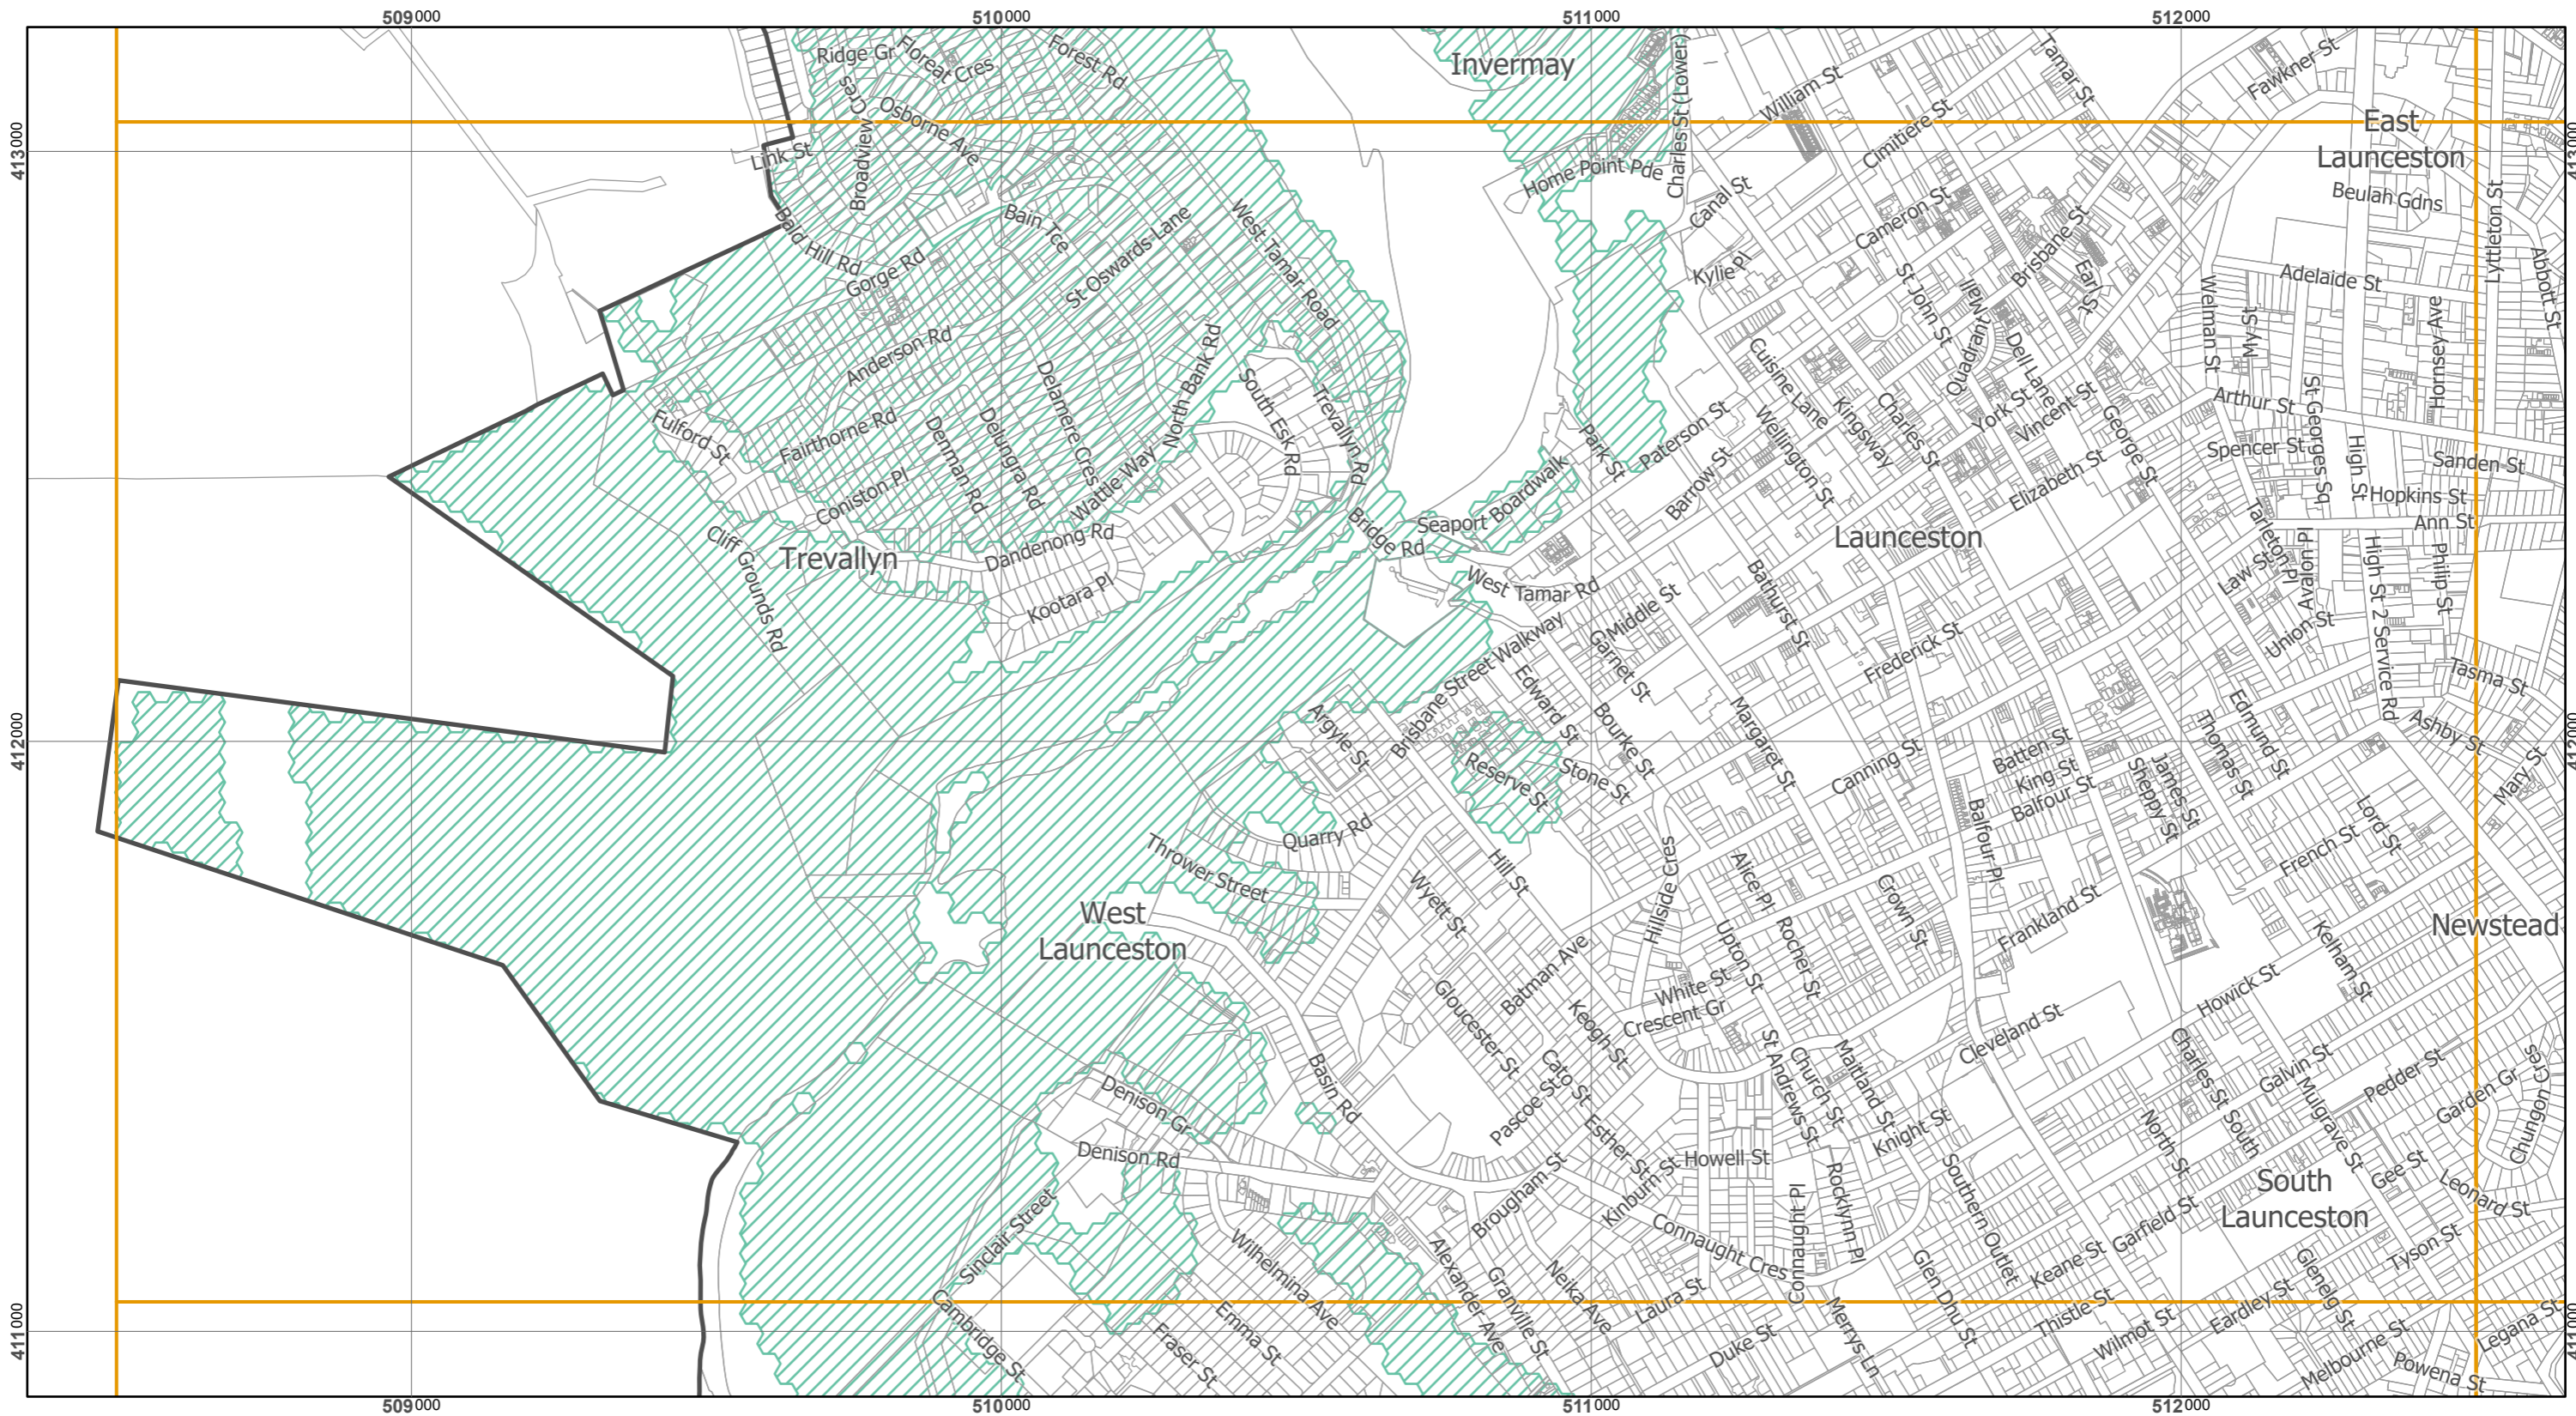 509000
510000
511000
512000
413000
412000
411000
413000
412000
411000
Ridge Gr
Floreat Cres
Forest Rd
Invermay
Charles St (Lower)
William St
Tamar St
Fawkner St
Broadview Cres
Osborne Ave
Cimitiere St
East
Launceston
Link St
Home Point Pde
Canal St
Cameron St
Beulah Gdns
Lyttleton St
Abbott St
Bald Hill Rd
Gorge Rd
Bain Tce
St Oswards Lane
West Tamar Road
Kylie Pl
St John St
Brisbane St
Earl St
Welman St
My St
Adelaide St
Hornsey Ave
Anderson Rd
North Bank Rd
Quadrant Mall
Dell Lane
Cuisine Lane
Delamere Cres
South Esk Rd
Trevallyn Rd
Fulford St
Fairthorne Rd
Denman Rd
Delungra Rd
Park St
Paterson St
Wellington St
Kingsway
Charles St
York St
Vincent St
George St
Arthur St
St Georges Sq
Spencer St
High St
Sanden St
Coniston Pl
Wattle Way
Boardwalk
Seaport
Barrow St
Elizabeth St
Hopkins St
Ann St
Launceston
Bridge Rd
Cliff Grounds Rd
Trevallyn
Dandenong Rd
Kootara Pl
West Tamar Rd
Middle St
Garnet St
Bathurst St
Frederick St
Tarleton Pl
Law St
Avalon Pl
High St 2 Service Rd
Phillip St
Union St
Tasma St
Brisbane Street Walkway
Edward St
Argyle St
Bourke St
Margaret St
Canning St
Batten St
King St
Balfour St
Thomas St
Edmund St
Ashby St
Mary St
Reserve St
Stone St
Sheppy St
James St
Balfour Pl
Lord St
French St
Quarry Rd
Thrower Street
Hill St
Wyett St
Hillside Cres
Alice Pl
Crown St
Frankland St
West
Launceston
Upton St
Rocher St
Newstead
Kelham St
Batman Ave
White St
Crescent Gr
Howick St
Gloucester St
Keogh St
Cleveland St
Basin Rd
Cato St
Pascoe St
St Andrews St
Church St
Maitland St
Charles St South
Galvin St
Mulgrave St
Pedder St
Garden Gr
Chungon Cres
Denison Gr
Denison Rd
Esther St
Kinburn St
Howell St
Knight St
North St
South
Launceston
Gee St
Leonard St
Brougham St
Connaught Cres
Connaught Pl
Rocklynn Pl
Southern Outlet
Garfield St
Keane St
Tyson St
Sinclair Street
Wilhelmina Ave
Alexander Ave
Granville St
Neika Ave
Laura St
Glen Dhu St
Thistle St
Glenelg St
Eardley St
Cambridge St
Emma St
Fraser St
Duke St
Merrys Ln
Wilmot St
Melbourne St
Powena St
Legana St
509000
510000
511000
512000